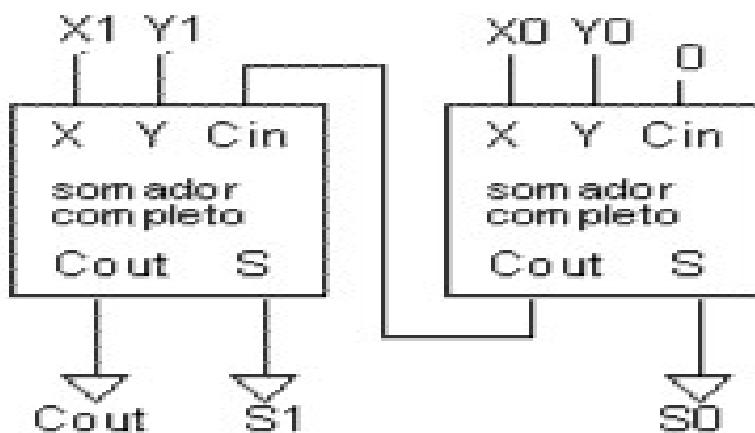 X1 Y1
X0 Y0 0
X Y Cin
somador
completo
Cout S
X Y Cin
somador
completo
Cout S
Cout S1
S0